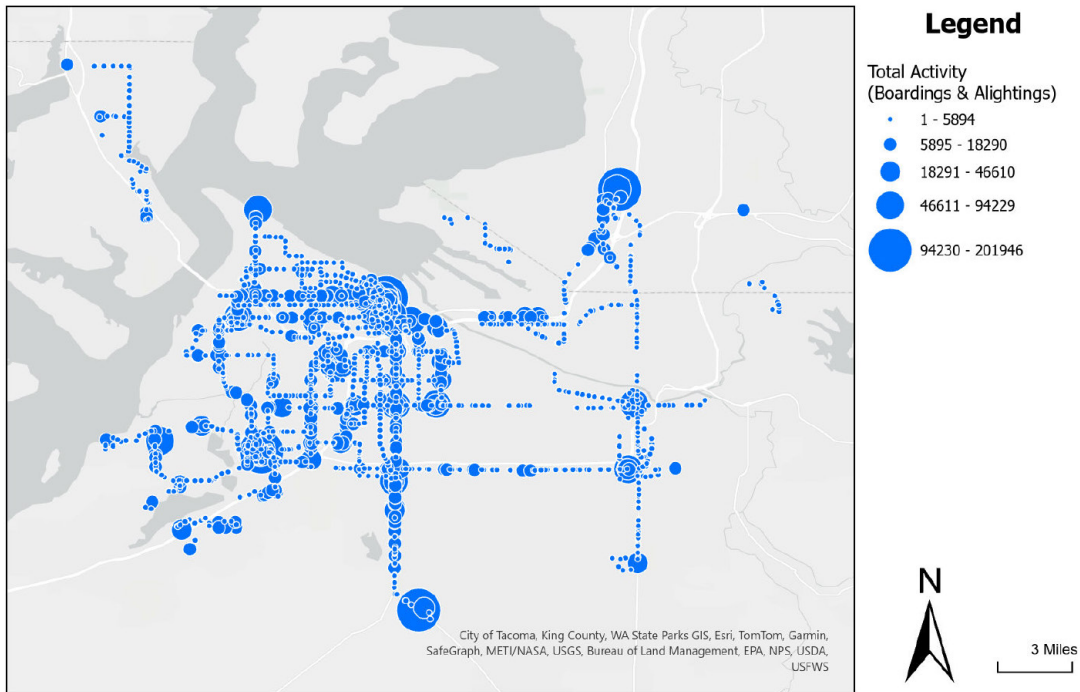 Legend
Total Activity
(Boardings & Alightings)
1 - 5894
5895 - 18290
18291 - 46610
46611 - 94229
94230 - 201946
City of Tacoma, King County, WA State Parks GIS, Esri, TomTom, Garmin,
SafeGraph, METI/NASA, USGS, Bureau of Land Management, EPA, NPS, USDA,
USFWS
N
3 Miles